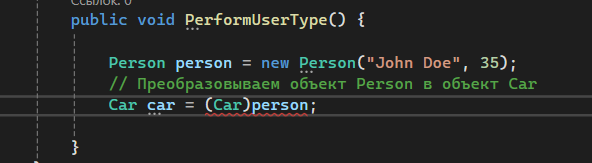 Ссылок: 0
public void PerformUserType() {
Person person = new Person("John Doe", 35);
// Преобразовываем объект Person в объект Car
Car car = (Car)person;
}